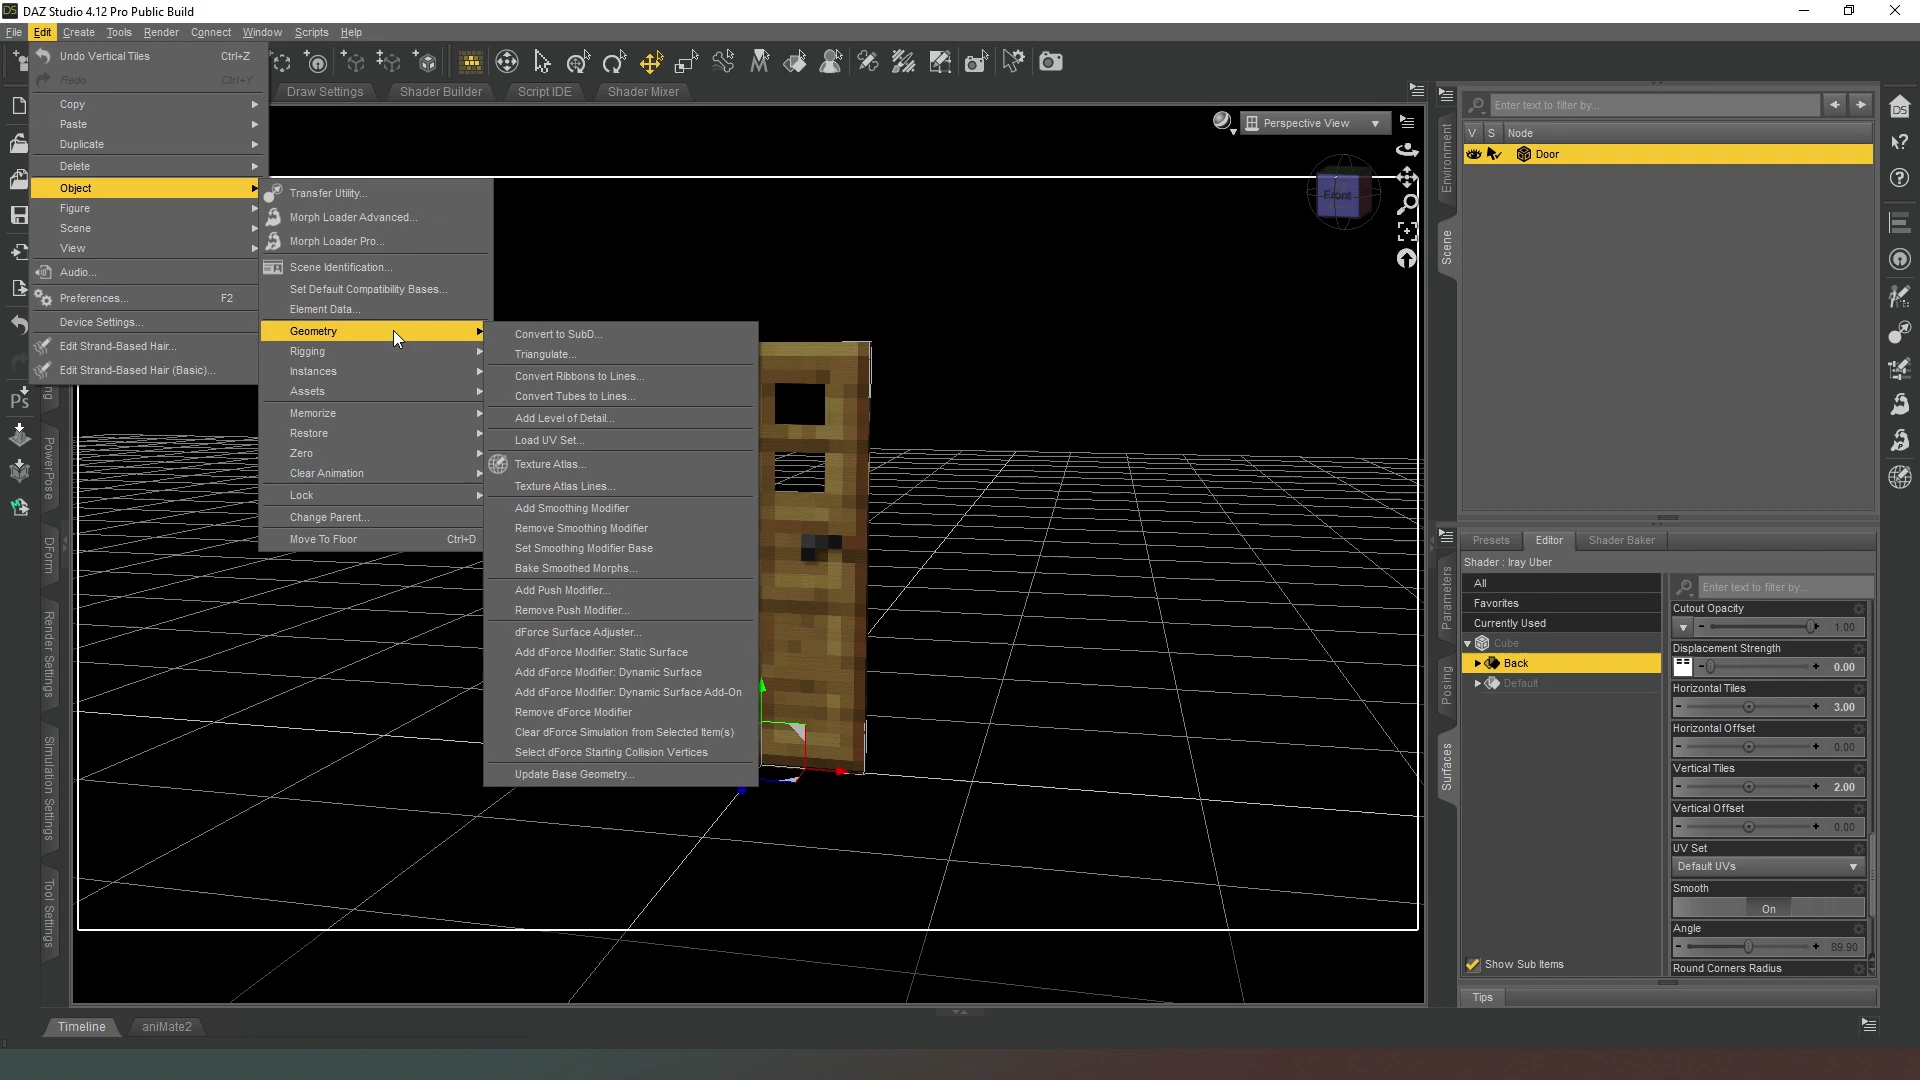 DAZ Studio 4.12 Pro Public Build
File Edit Create Tools Render Connect Window Scripts Help
Undo Vertical Tiles Ctrl+Z
Redo Ctrl+Y
Copy
Paste
Duplicate
Delete
Object
Figure
Scene
View
Audio...
Preferences... F2
Device Settings...
Edit Strand-Based Hair...
Edit Strand-Based Hair (Basic)...
Transfer Utility...
Morph Loader Advanced...
Morph Loader Pro...
Scene Identification...
Set Default Compatibility Bases...
Element Data...
Geometry
Rigging
Instances
Assets
Memorize
Restore
Zero
Clear Animation
Lock
Change Parent...
Move To Floor Ctrl+D
Convert to SubD...
Triangulate...
Convert Ribbons to Lines...
Convert Tubes to Lines...
Add Level of Detail...
Load UV Set...
Texture Atlas...
Texture Atlas Lines...
Add Smoothing Modifier
Remove Smoothing Modifier
Set Smoothing Modifier Base
Bake Smoothed Morphs...
Add Push Modifier...
Remove Push Modifier...
dForce Surface Adjuster...
Add dForce Modifier: Static Surface
Add dForce Modifier: Dynamic Surface
Add dForce Modifier: Dynamic Surface Add-On
Remove dForce Modifier
Clear dForce Simulation from Selected Item(s)
Select dForce Starting Collision Vertices
Update Base Geometry...
Draw Settings Shader Builder Script IDE Shader Mixer
Perspective View
Front
PowerPose
dForm
Render Settings
Simulation Settings
Tool Settings
Environment
Scene
Enter text to filter by...
V S Node
Door
Parameters
Posing
Surfaces
Presets Editor Shader Baker
Shader : Iray Uber
All
Favorites
Currently Used
Cube
Back
Default
Show Sub Items
Enter text to filter by...
Cutout Opacity
1.00
Displacement Strength
0.00
Horizontal Tiles
3.00
Horizontal Offset
0.00
Vertical Tiles
2.00
Vertical Offset
0.00
UV Set
Default UVs
Smooth
On
Angle
89.90
Round Corners Radius
Tips
Timeline aniMate2